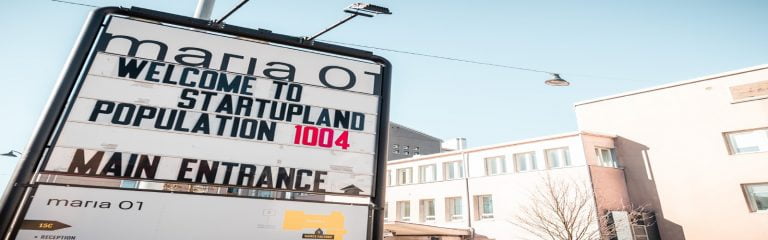 maria 01
WELCOME TO
STARTUPLAND
POPULATION 1004
MAIN ENTRANCE
maria 01
15C
RECEPTION